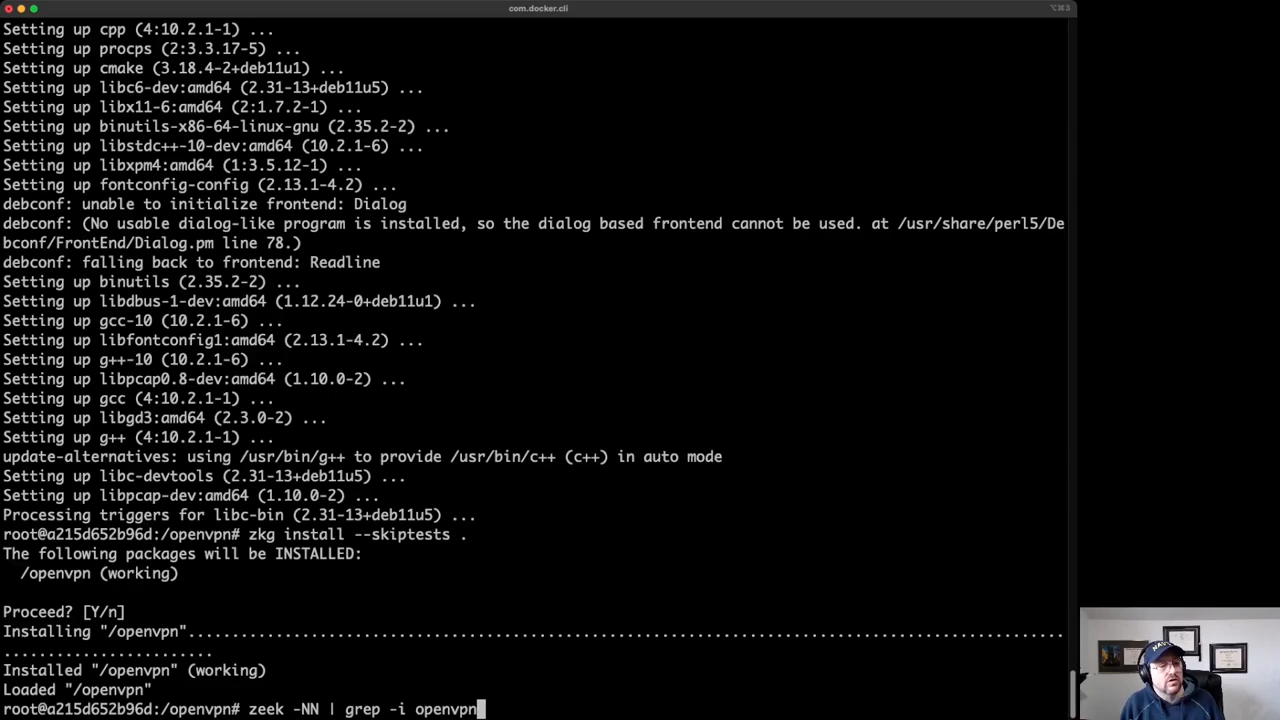 com.docker.cli
⌥⌘3
Setting up cpp (4:10.2.1-1) ...
Setting up procps (2:3.3.17-5) ...
Setting up cmake (3.18.4-2+deb11u1) ...
Setting up libc6-dev:amd64 (2.31-13+deb11u5) ...
Setting up libx11-6:amd64 (2:1.7.2-1) ...
Setting up binutils-x86-64-linux-gnu (2.35.2-2) ...
Setting up libstdc++-10-dev:amd64 (10.2.1-6) ...
Setting up libxpm4:amd64 (1:3.5.12-1) ...
Setting up fontconfig-config (2.13.1-4.2) ...
debconf: unable to initialize frontend: Dialog
debconf: (No usable dialog-like program is installed, so the dialog based frontend cannot be used. at /usr/share/perl5/De
bconf/FrontEnd/Dialog.pm line 78.)
debconf: falling back to frontend: Readline
Setting up binutils (2.35.2-2) ...
Setting up libdbus-1-dev:amd64 (1.12.24-0+deb11u1) ...
Setting up gcc-10 (10.2.1-6) ...
Setting up libfontconfig1:amd64 (2.13.1-4.2) ...
Setting up g++-10 (10.2.1-6) ...
Setting up libpcap0.8-dev:amd64 (1.10.0-2) ...
Setting up gcc (4:10.2.1-1) ...
Setting up libgd3:amd64 (2.3.0-2) ...
Setting up g++ (4:10.2.1-1) ...
update-alternatives: using /usr/bin/g++ to provide /usr/bin/c++ (c++) in auto mode
Setting up libc-devtools (2.31-13+deb11u5) ...
Setting up libpcap-dev:amd64 (1.10.0-2) ...
Processing triggers for libc-bin (2.31-13+deb11u5) ...
root@a215d652b96d:/openvpn# zkg install --skiptests .
The following packages will be INSTALLED:
  /openvpn (working)
Proceed? [Y/n]
Installing "/openvpn"....................................................................................................
........................
Installed "/openvpn" (working)
Loaded "/openvpn"
root@a215d652b96d:/openvpn# zeek -NN | grep -i openvpn